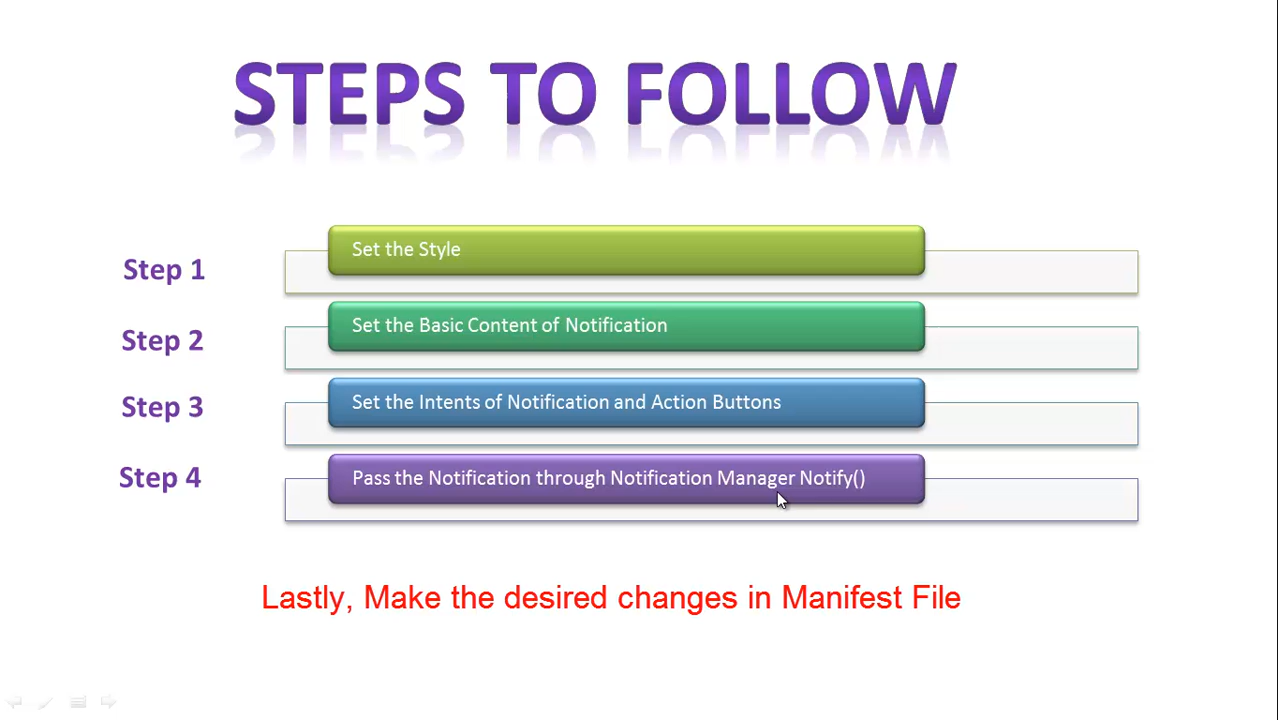 STEPS TO FOLLOW
Step 1
Set the Style
Step 2
Set the Basic Content of Notification
Step 3
Set the Intents of Notification and Action Buttons
Step 4
Pass the Notification through Notification Manager Notify()
Lastly, Make the desired changes in Manifest File